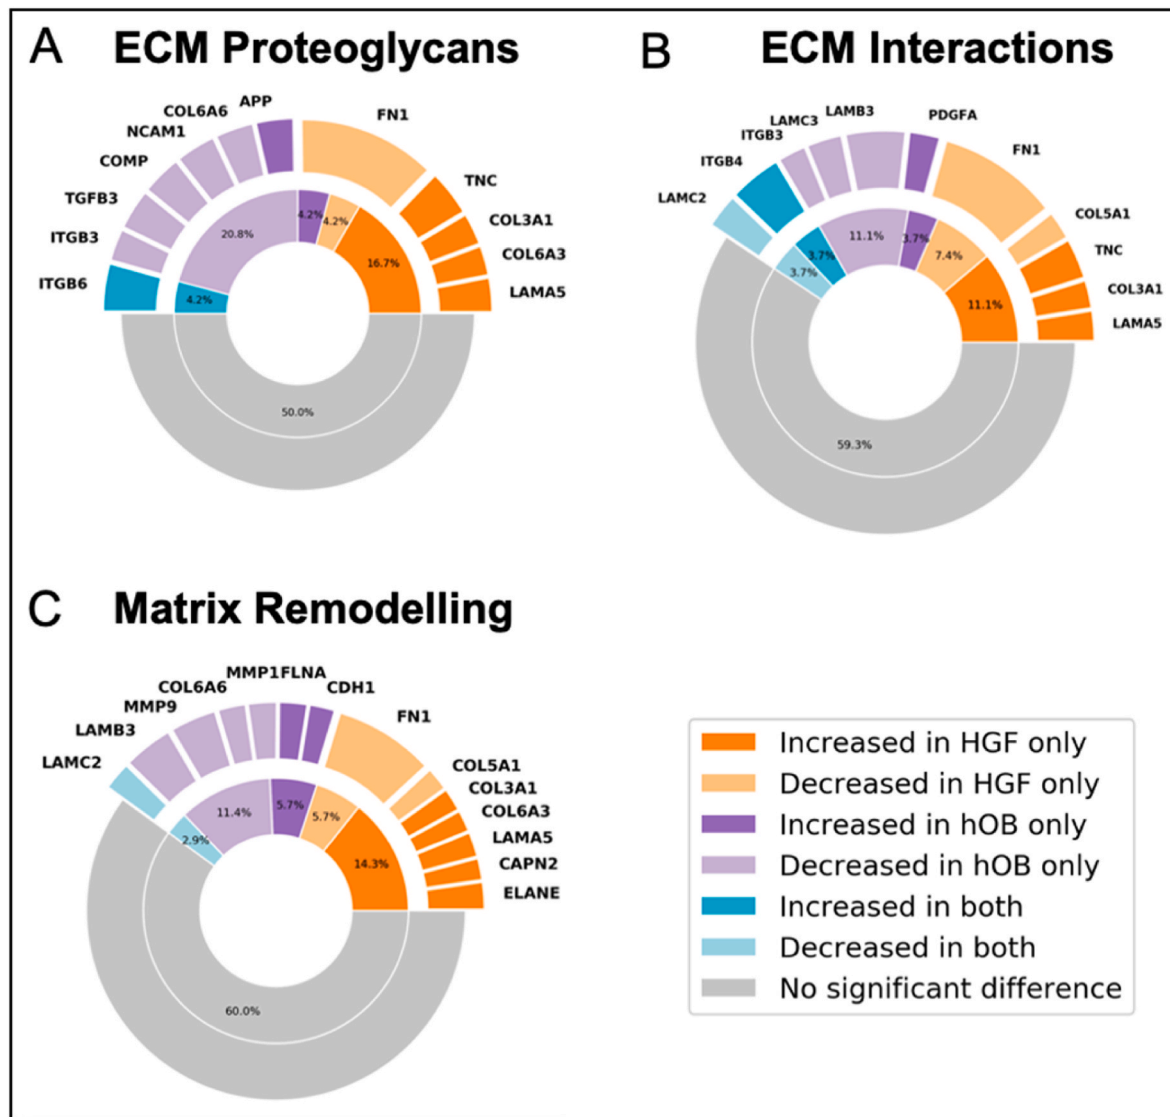 A ECM Proteoglycans
APP
COL6A6
NCAM1
COMP
TGFB3
ITGB3
ITGB6
FN1
TNC
COL3A1
COL6A3
LAMA5
4.2%
20.8%
4.2%
4.2%
16.7%
50.0%
B ECM Interactions
LAMB3
LAMC3
ITGB3
ITGB4
LAMC2
PDGFA
FN1
COL5A1
TNC
COL3A1
LAMA5
3.7%
3.7%
11.1%
3.7%
7.4%
11.1%
59.3%
C Matrix Remodelling
MMP1FLNA
COL6A6
MMP9
LAMB3
LAMC2
CDH1
FN1
COL5A1
COL3A1
COL6A3
LAMA5
CAPN2
ELANE
2.9%
11.4%
5.7%
5.7%
14.3%
60.0%
Increased in HGF only
Decreased in HGF only
Increased in hOB only
Decreased in hOB only
Increased in both
Decreased in both
No significant difference